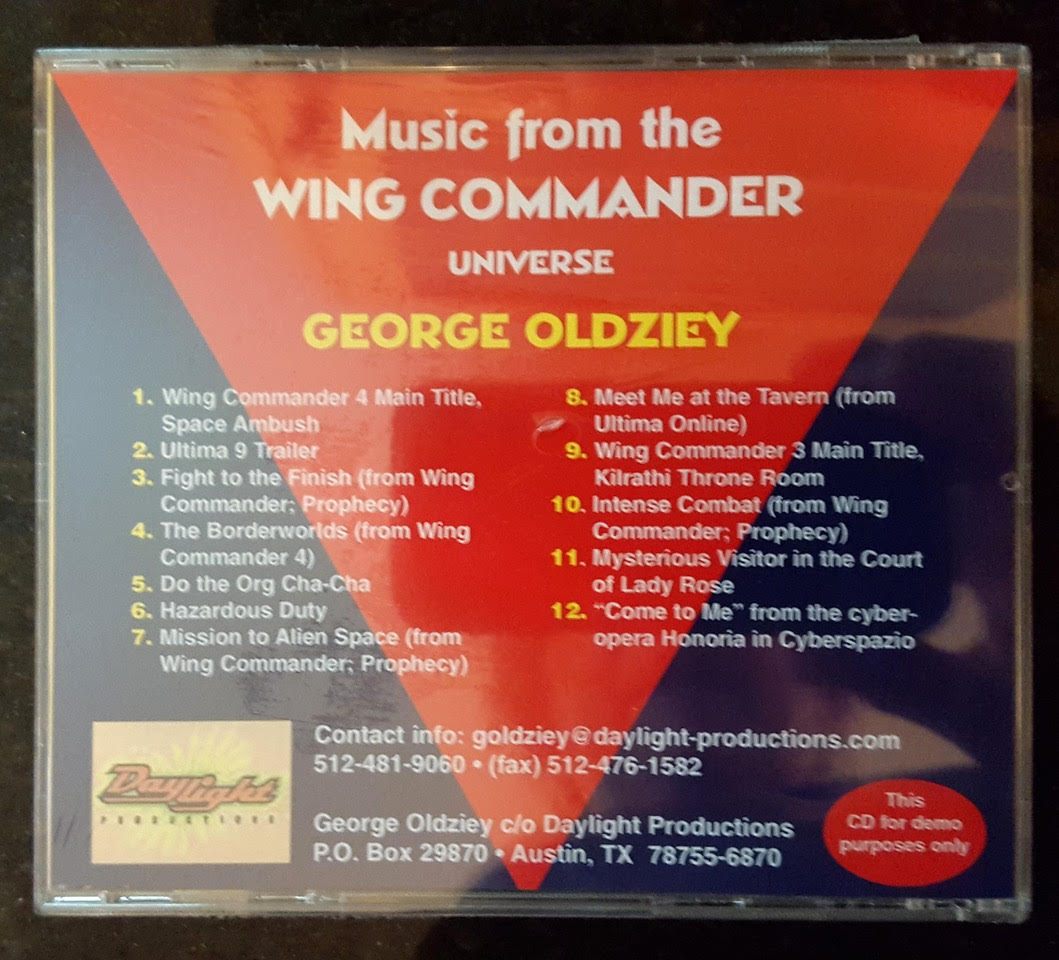 Music from the
WING COMMANDER
UNIVERSE
GEORGE OLDZIEY
1. Wing Commander 4 Main Title,
Space Ambush
2. Ultima 9 Trailer
3. Fight to the Finish (from Wing
Commander; Prophecy)
4. The Borderworlds (from Wing
Commander 4)
5. Do the Org Cha-Cha
6. Hazardous Duty
7. Mission to Alien Space (from
Wing Commander; Prophecy)
8. Meet Me at the Tavern (from
Ultima Online)
9. Wing Commander 3 Main Title,
Kilrathi Throne Room
10. Intense Combat (from Wing
Commander; Prophecy)
11. Mysterious Visitor in the Court
of Lady Rose
12. “Come to Me” from the cyber-
opera Honoria in Cyberspazio
Contact info: goldziey@daylight-productions.com
512-481-9060 • (fax) 512-476-1582
George Oldziey c/o Daylight Productions
P.O. Box 29870 • Austin, TX 78755-6870
Daylight
PRODUCTIONS
This
CD for demo
purposes only